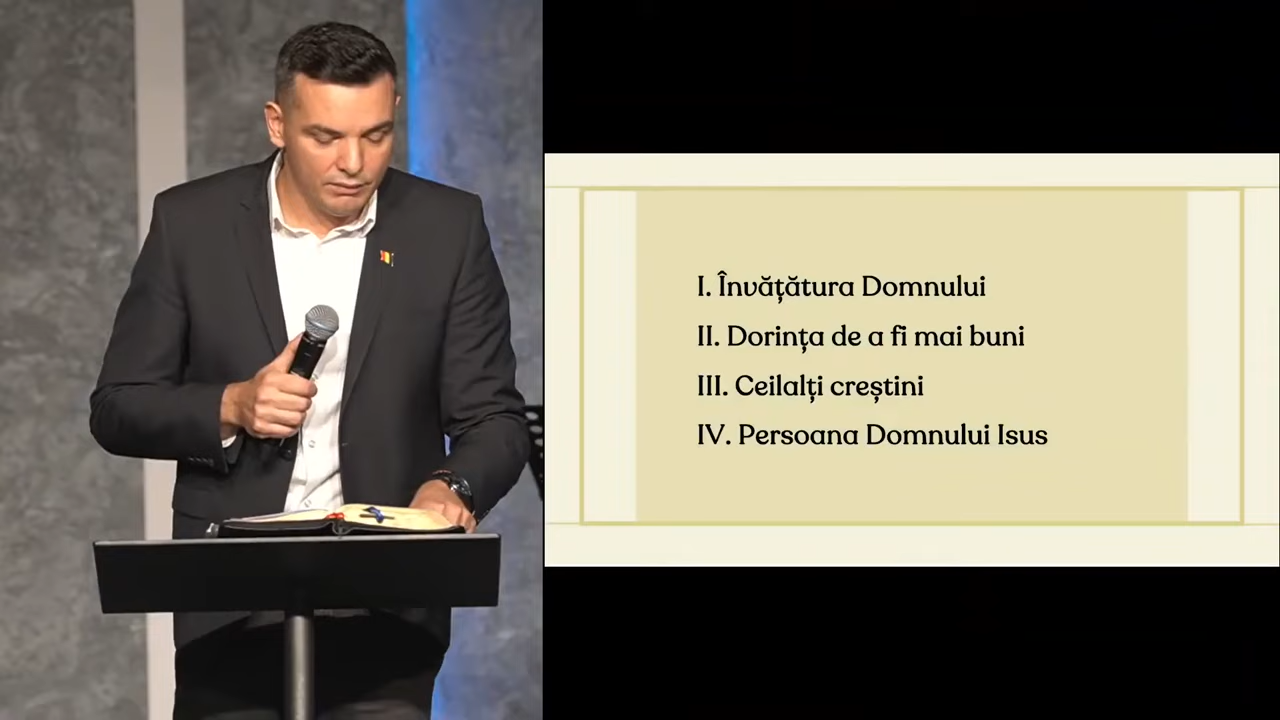 I. Învățătura Domnului
II. Dorința de a fi mai buni
III. Ceilalți creștini
IV. Persoana Domnului Isus